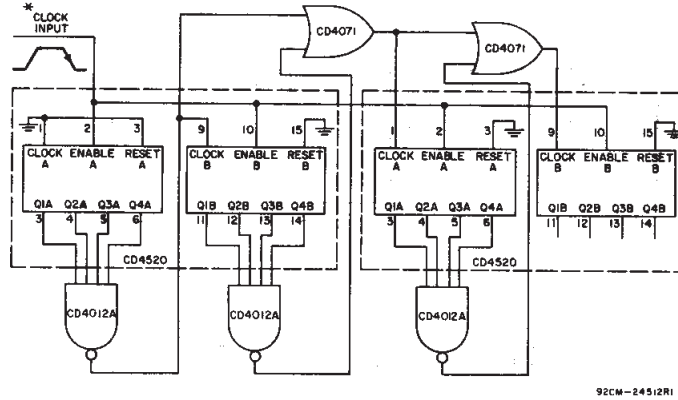 * CLOCK
INPUT
CD4071
CD4071
1 2 3 9 10 15 1 2 3 9 10 15
CLOCK ENABLE RESET
A A A
CLOCK ENABLE RESET
B B B
CLOCK ENABLE RESET
A A A
CLOCK ENABLE RESET
B B B
Q1A Q2A Q3A Q4A
Q1B Q2B Q3B Q4B
Q1A Q2A Q3A Q4A
Q1B Q2B Q3B Q4B
3 4 5 6 11 12 13 14 3 4 5 6 11 12 13 14
CD4520
CD4520
CD4012A
CD4012A
CD4012A
92CM-24512R1